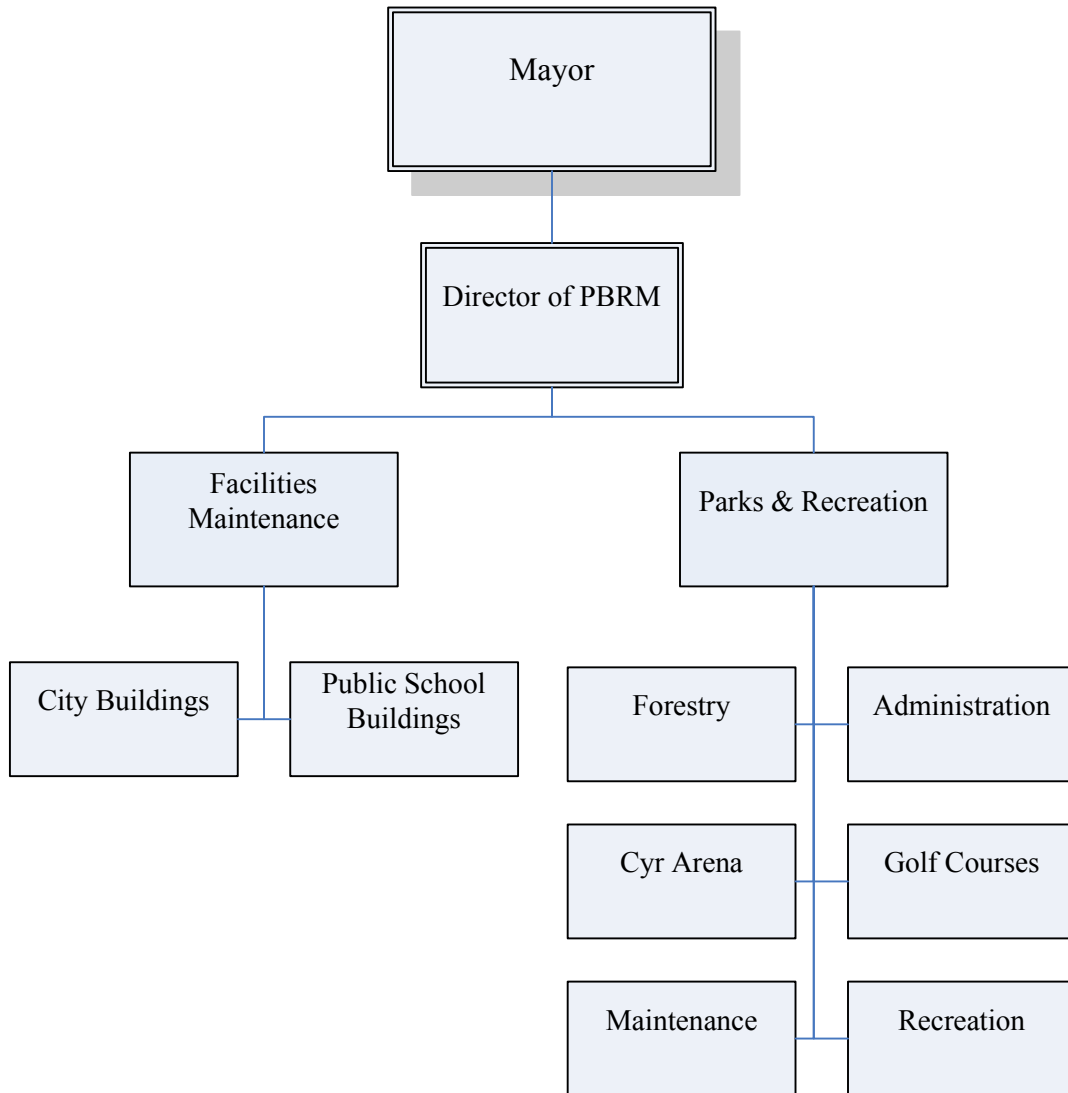 Mayor
Director of PBRM
Facilities
Maintenance
Parks & Recreation
City Buildings
Public School
Buildings
Forestry
Administration
Cyr Arena
Golf Courses
Maintenance
Recreation